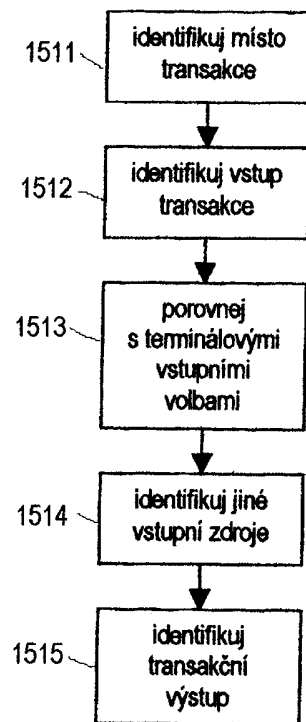 1511
identifikuj místo
transakce
1512
identifikuj vstup
transakce
1513
porovnej
s terminálovými
vstupními
volbami
1514
identifikuj jiné
vstupní zdroje
1515
identifikuj
transakční
výstup